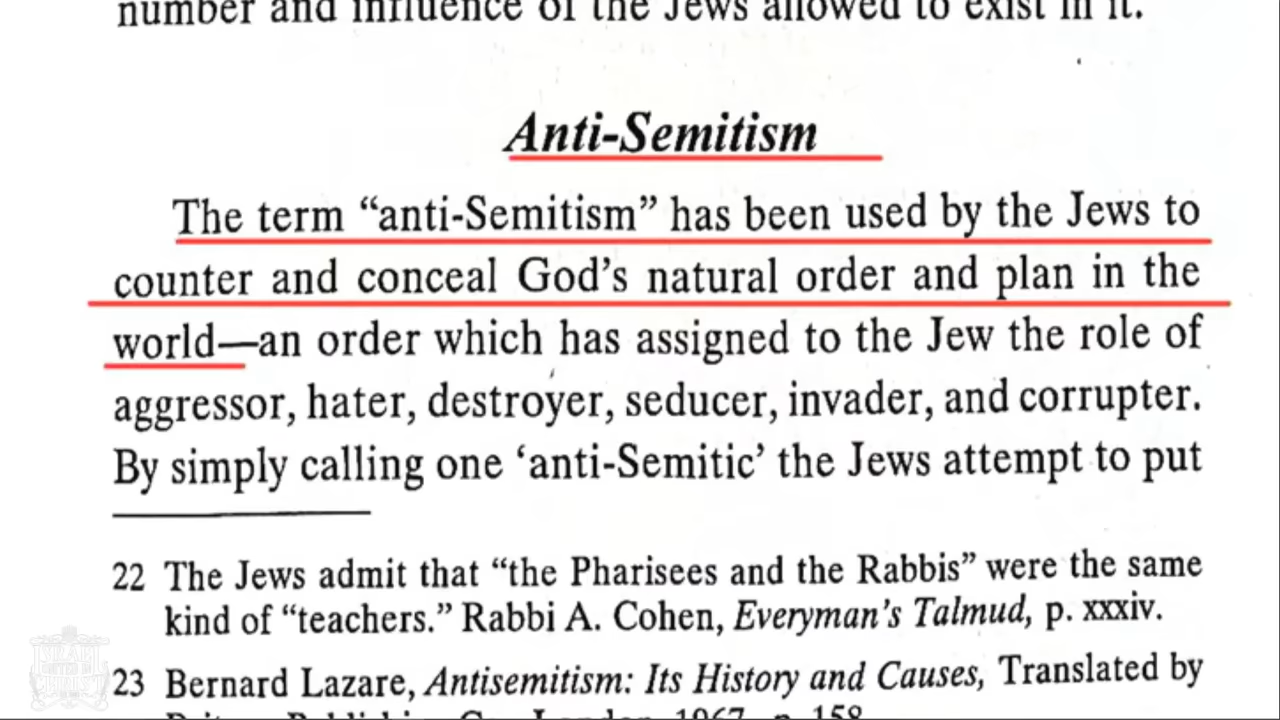 number and influence of the Jews allowed to exist in it.
Anti-Semitism
The term “anti-Semitism” has been used by the Jews to
counter and conceal God’s natural order and plan in the
world—an order which has assigned to the Jew the role of
aggressor, hater, destroyer, seducer, invader, and corrupter.
By simply calling one ‘anti-Semitic’ the Jews attempt to put
22 The Jews admit that “the Pharisees and the Rabbis” were the same
kind of “teachers.” Rabbi A. Cohen, Everyman’s Talmud, p. xxxiv.
23 Bernard Lazare, Antisemitism: Its History and Causes, Translated by
London, 1967, p. 158